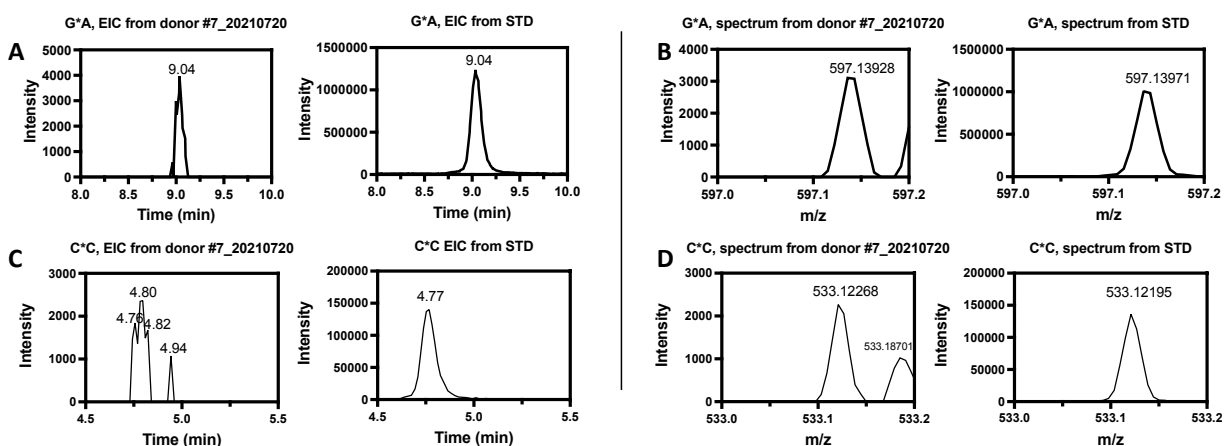 A
G*A, EIC from donor #7_20210720
Intensity
5000
4000
3000
2000
1000
0
9.04
8.0 8.5 9.0 9.5 10.0
Time (min)
G*A, EIC from STD
Intensity
1500000
1000000
500000
0
9.04
8.0 8.5 9.0 9.5 10.0
Time (min)
B
G*A, spectrum from donor #7_20210720
Intensity
4000
3000
2000
1000
0
597.13928
597.0 597.1 597.2
m/z
G*A, spectrum from STD
Intensity
1500000
1000000
500000
0
597.13971
597.0 597.1 597.2
m/z
C
C*C, EIC from donor #7_20210720
Intensity
3000
2000
1000
0
4.80
4.76 4.82
4.94
4.5 5.0 5.5
Time (min)
C*C EIC from STD
Intensity
200000
150000
100000
50000
0
4.77
4.5 5.0 5.5
Time (min)
D
C*C, spectrum from donor #7_20210720
Intensity
3000
2000
1000
0
533.12268
533.18701
533.0 533.1 533.2
m/z
C*C, spectrum from STD
Intensity
200000
150000
100000
50000
0
533.12195
533.0 533.1 533.2
m/z